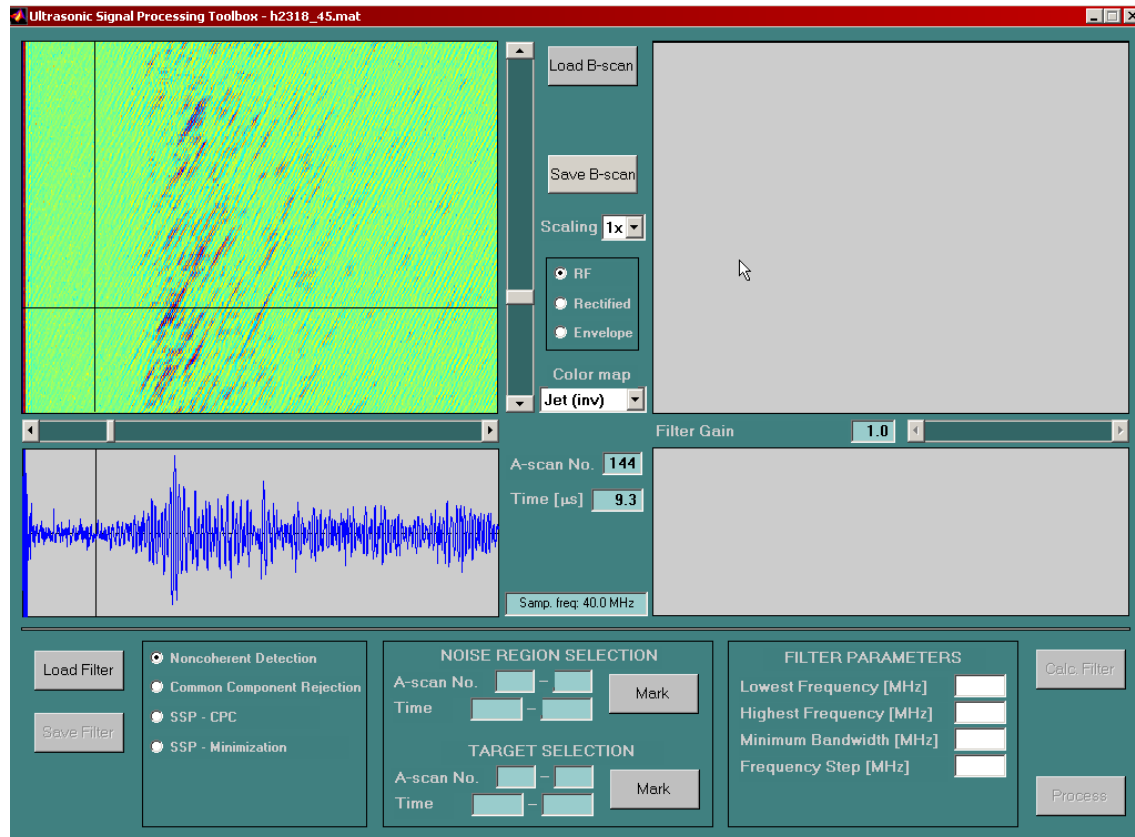 Ultrasonic Signal Processing Toolbox - h2318_45.mat
Load B-scan
Save B-scan
Scaling 1x
RF
Rectified
Envelope
Color map
Jet (inv)
Filter Gain 1.0
A-scan No. 144
Time [µs] 9.3
Samp. freq: 40.0 MHz
Load Filter
Save Filter
Noncoherent Detection
Common Component Rejection
SSP - CPC
SSP - Minimization
NOISE REGION SELECTION
A-scan No. –
Time –
Mark
TARGET SELECTION
A-scan No. –
Time –
Mark
FILTER PARAMETERS
Lowest Frequency [MHz]
Highest Frequency [MHz]
Minimum Bandwidth [MHz]
Frequency Step [MHz]
Calc. Filter
Process